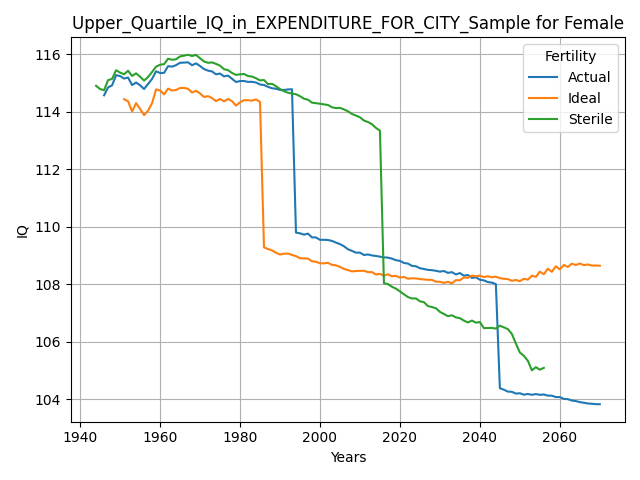 Upper_Quartile_IQ_in_EXPENDITURE_FOR_CITY_Sample for Female
IQ
116
114
112
110
108
106
104
Fertility
Actual
Ideal
Sterile
1940 1960 1980 2000 2020 2040 2060
Years